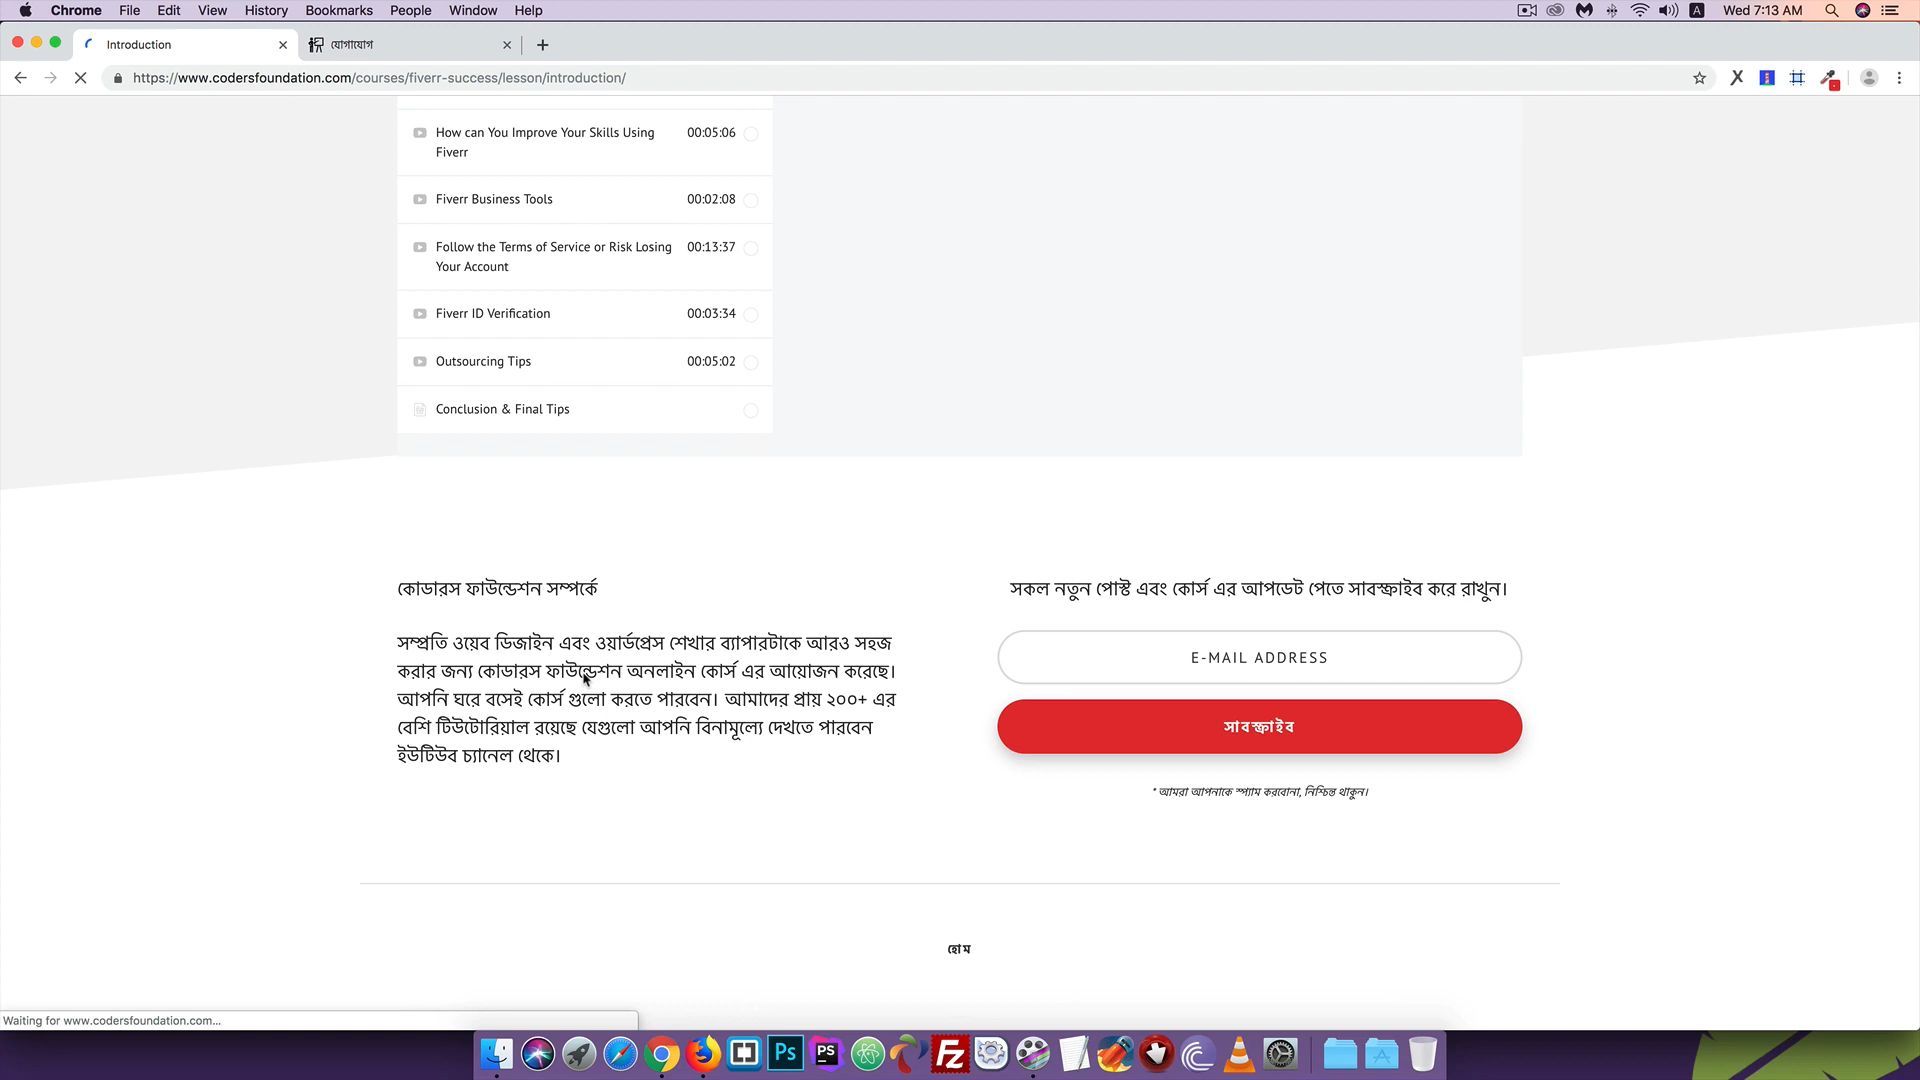 Chrome File Edit View History Bookmarks People Window Help
Wed 7:13 AM
Introduction
যোগাযোগ
https://www.codersfoundation.com/courses/fiverr-success/lesson/introduction/
How can You Improve Your Skills Using 00:05:06
Fiverr
Fiverr Business Tools 00:02:08
Follow the Terms of Service or Risk Losing 00:13:37
Your Account
Fiverr ID Verification 00:03:34
Outsourcing Tips 00:05:02
Conclusion & Final Tips
কোডারস ফাউন্ডেশন সম্পর্কে
সম্প্রতি ওয়েব ডিজাইন এবং ওয়ার্ডপ্রেস শেখার ব্যাপারটাকে আরও সহজ
করার জন্য কোডারস ফাউন্ডেশন অনলাইন কোর্স এর আয়োজন করেছে।
আপনি ঘরে বসেই কোর্স গুলো করতে পারবেন। আমাদের প্রায় ২০০+ এর
বেশি টিউটোরিয়াল রয়েছে যেগুলো আপনি বিনামূল্যে দেখতে পারবেন
ইউটিউব চ্যানেল থেকে।
সকল নতুন পোস্ট এবং কোর্স এর আপডেট পেতে সাবস্ক্রাইব করে রাখুন।
E-MAIL ADDRESS
সাবস্ক্রাইব
* আমরা আপনাকে স্প্যাম করবোনা, নিশ্চিন্ত থাকুন।
হোম
Waiting for www.codersfoundation.com...
Ps
PS
Fz